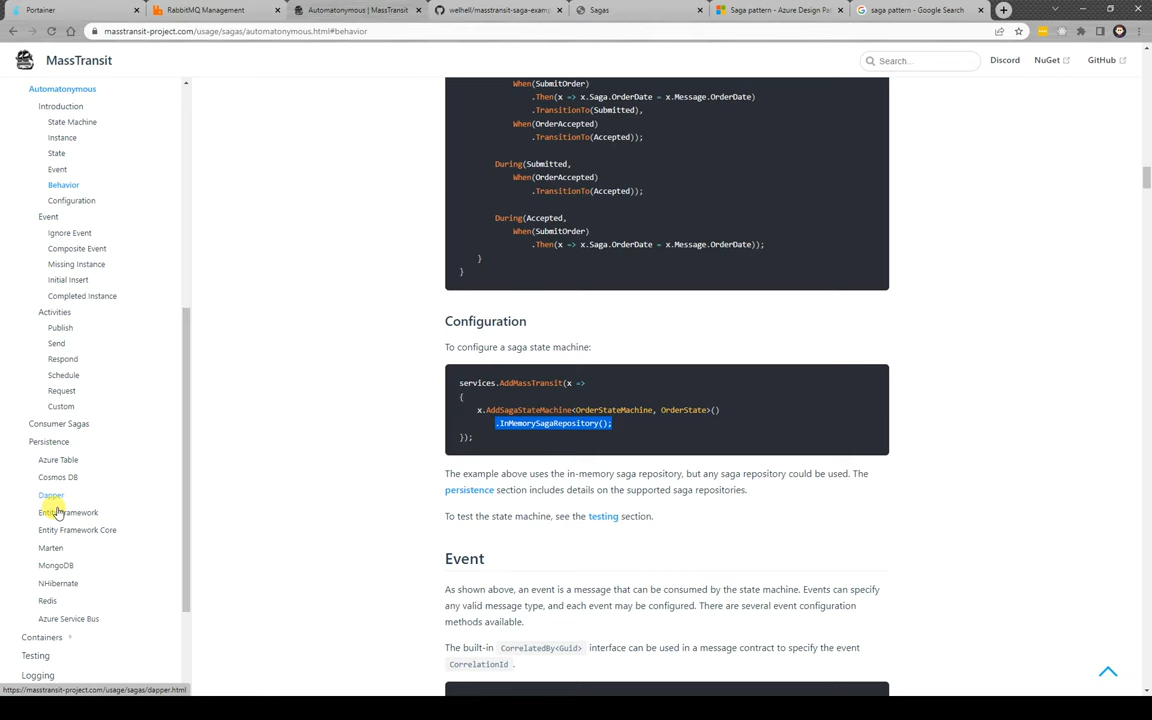 Portainer
RabbitMQ Management
Automatonymous | MassTransit
welhell/masstransit-saga-exam
Sagas
Saga pattern - Azure Design Pa
saga pattern - Google Search
masstransit-project.com/usage/sagas/automatonymous.html#behavior
MassTransit
Search...
Discord
NuGet
GitHub
Automatonymous
Introduction
State Machine
Instance
State
Event
Behavior
Configuration
Event
Ignore Event
Composite Event
Missing Instance
Initial Insert
Completed Instance
Activities
Publish
Send
Respond
Schedule
Request
Custom
Consumer Sagas
Persistence
Azure Table
Cosmos DB
Dapper
Entity Framework
Entity Framework Core
Marten
MongoDB
NHibernate
Redis
Azure Service Bus
Containers
Testing
Logging
https://masstransit-project.com/usage/sagas/dapper.html
When(SubmitOrder)
.Then(x => x.Saga.OrderDate = x.Message.OrderDate)
.TransitionTo(Submitted),
When(OrderAccepted)
.TransitionTo(Accepted));
During(Submitted,
When(OrderAccepted)
.TransitionTo(Accepted));
During(Accepted,
When(SubmitOrder)
.Then(x => x.Saga.OrderDate = x.Message.OrderDate));
}
}
Configuration
To configure a saga state machine:
services.AddMassTransit(x =>
{
x.AddSagaStateMachine<OrderStateMachine, OrderState>()
.InMemorySagaRepository();
});
The example above uses the in-memory saga repository, but any saga repository could be used. The
persistence section includes details on the supported saga repositories.
To test the state machine, see the testing section.
Event
As shown above, an event is a message that can be consumed by the state machine. Events can specify
any valid message type, and each event may be configured. There are several event configuration
methods available.
The built-in CorrelatedBy<Guid> interface can be used in a message contract to specify the event
CorrelationId .